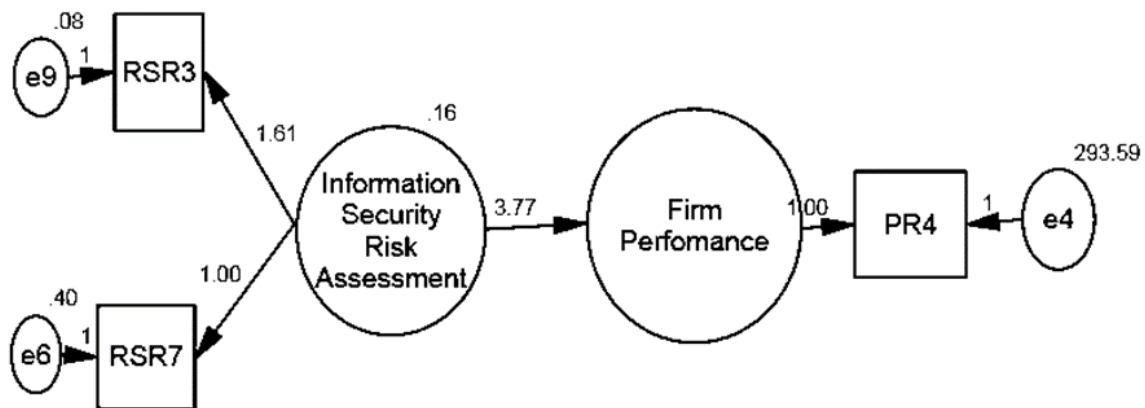 .08
e9
1
RSR3
1.61
.16
Information
Security
Risk
Assessment
1.00
.40
e6
1
RSR7
3.77
Firm
Perfomance
1.00
PR4
1
293.59
e4